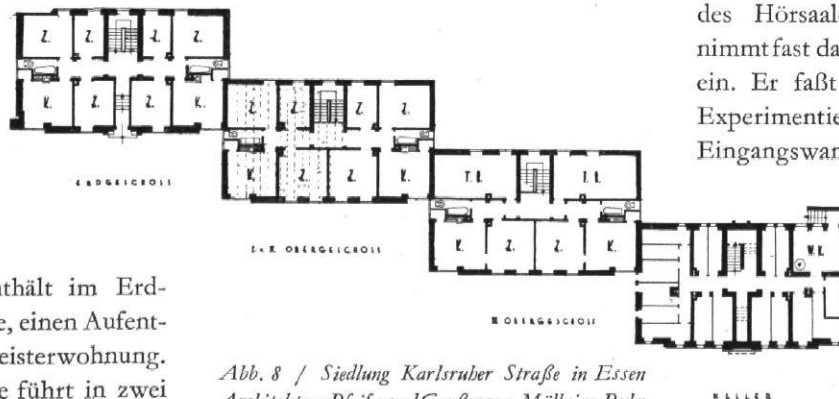 des Hörsaal
nimmt fast da
ein. Er faßt
Experimentie
Eingangswan
Z. Z. Z. Z.
K. Z. Z. K.
ERDGESCHOSS
Z. Z. Z. Z.
K. Z. Z. K.
I. u. II. OBERGESCHOSS
T. B. T. B.
K. Z. Z. K.
III. OBERGESCHOSS
W. K.
KELLER
nthält im Erd-
e, einen Aufent-
eisterwohnung.
e führt in zwei
Abb. 8 / Siedlung Karlsruher Straße in Essen